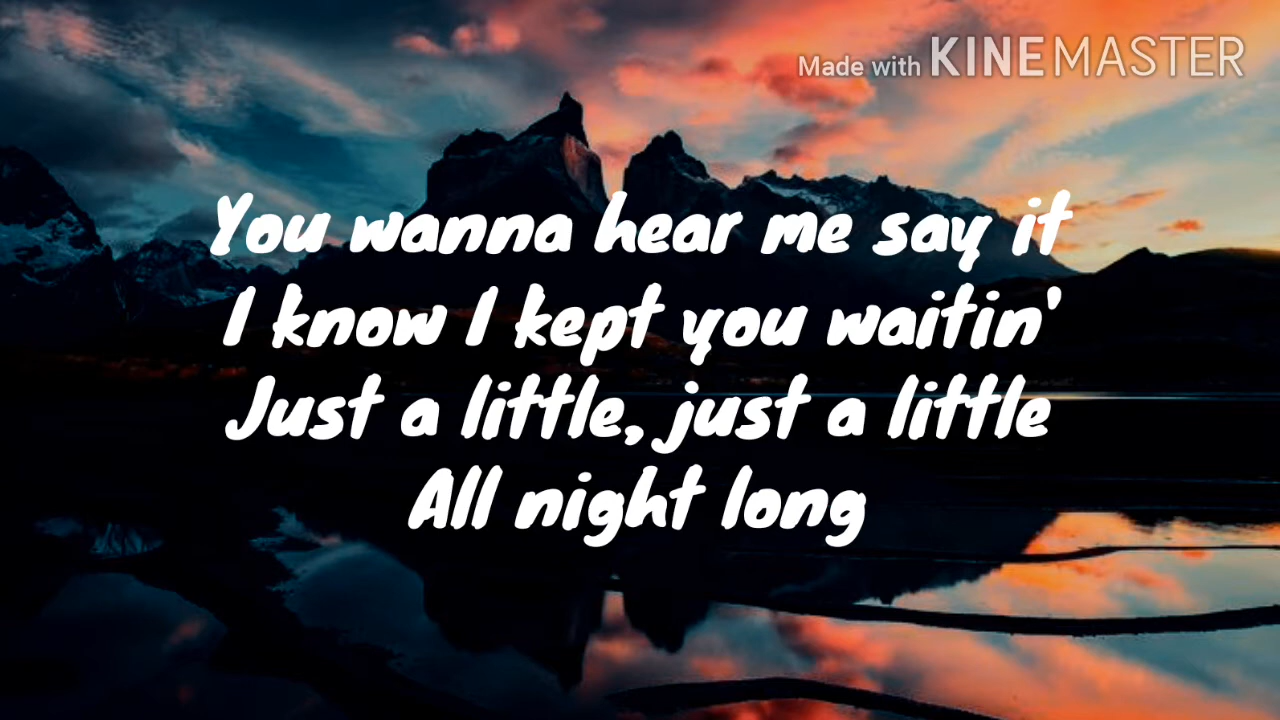 Made with KINEMASTER
You wanna hear me say it
I know I kept you waitin'
Just a little, just a little
All night long